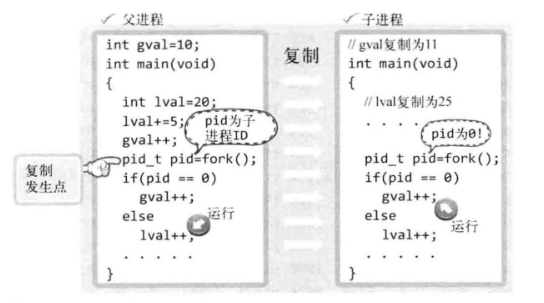 父进程
int gval=10;
int main(void)
{
int lval=20;
lval+=5;
gval++;
pid为子
进程ID
pid_t pid=fork();
if(pid == 0)
gval++;
else
lval++;
运行
. . . . .
}
复制
发生点
复制
子进程
// gval复制为11
int main(void)
{
// lval复制为25
. . . .
pid为0!
pid_t pid=fork();
if(pid == 0)
gval++;
else
运行
lval++;
. . . . .
}